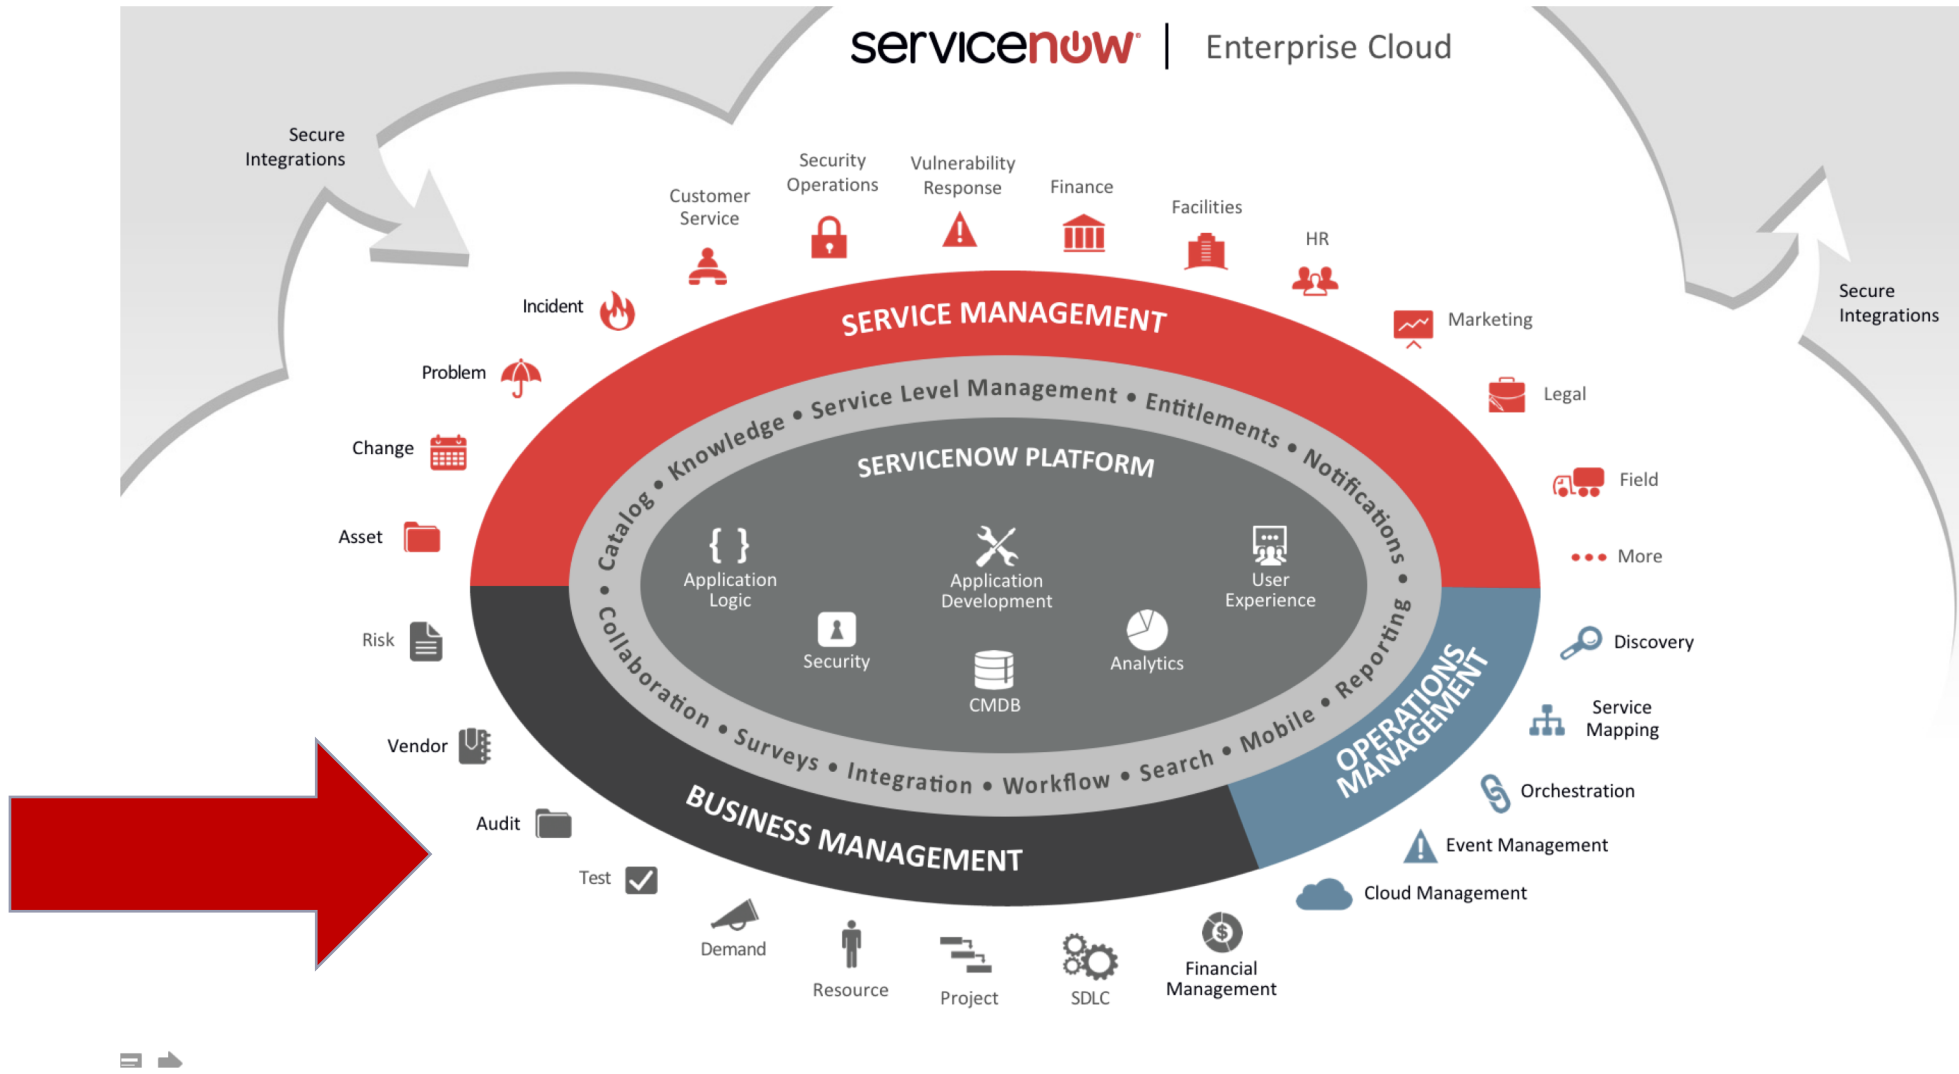 servicenow
Enterprise Cloud
Secure
Integrations
Secure
Integrations
Customer
Service
Security
Operations
Vulnerability
Response
Finance
Facilities
HR
Marketing
Legal
Field
More
Incident
Problem
Change
Asset
SERVICE MANAGEMENT
• Catalog • Knowledge • Service Level Management • Entitlements • Notifications •
SERVICENOW PLATFORM
{ }
Application
Logic
Application
Development
User
Experience
Security
CMDB
Analytics
Collaboration • Surveys • Integration • Workflow • Search • Mobile • Reporting
BUSINESS MANAGEMENT
OPERATIONS
MANAGEMENT
Risk
Vendor
Audit
Test
Demand
Resource
Project
SDLC
$
Financial
Management
Discovery
Service
Mapping
Orchestration
Event Management
Cloud Management